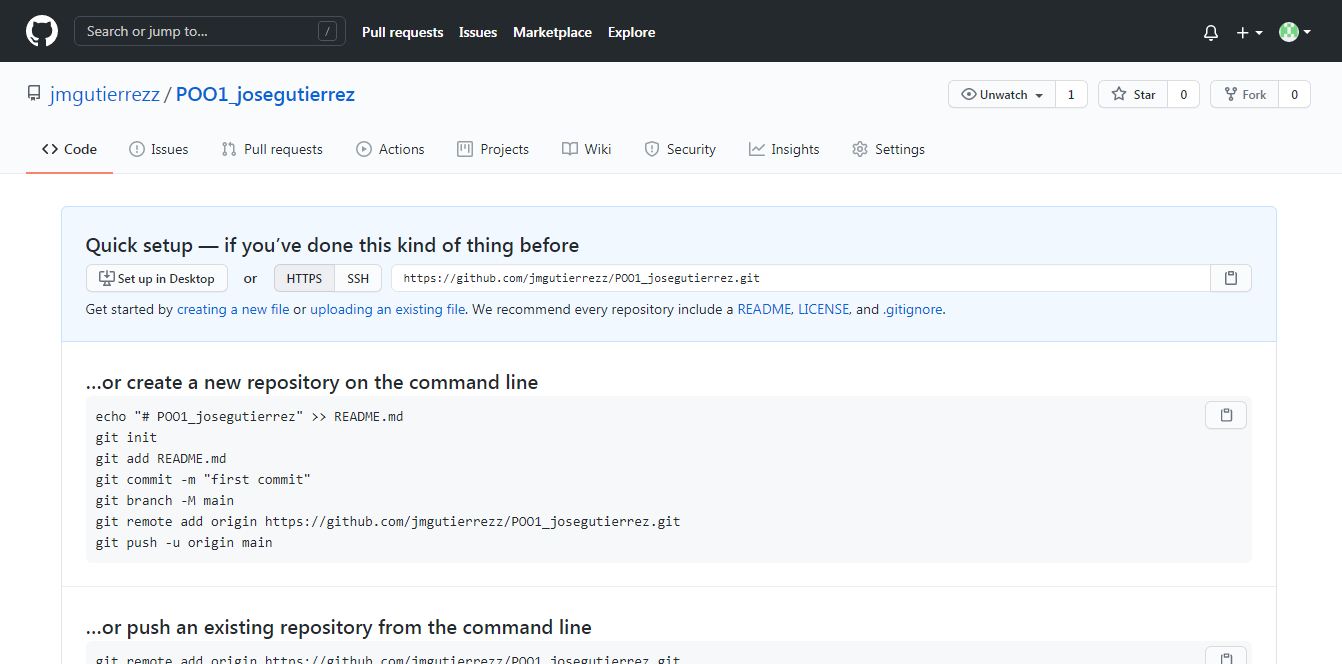 Search or jump to... / Pull requests Issues Marketplace Explore
jmgutierrezz / POO1_josegutierrez Unwatch 1 Star 0 Fork 0
Code Issues Pull requests Actions Projects Wiki Security Insights Settings
Quick setup — if you’ve done this kind of thing before
Set up in Desktop or HTTPS SSH https://github.com/jmgutierrezz/POO1_josegutierrez.git
Get started by creating a new file or uploading an existing file. We recommend every repository include a README, LICENSE, and .gitignore.
…or create a new repository on the command line
echo "# POO1_josegutierrez" >> README.md
git init
git add README.md
git commit -m "first commit"
git branch -M main
git remote add origin https://github.com/jmgutierrezz/POO1_josegutierrez.git
git push -u origin main
…or push an existing repository from the command line
git remote add origin https://github.com/jmgutierrezz/POO1_josegutierrez.git